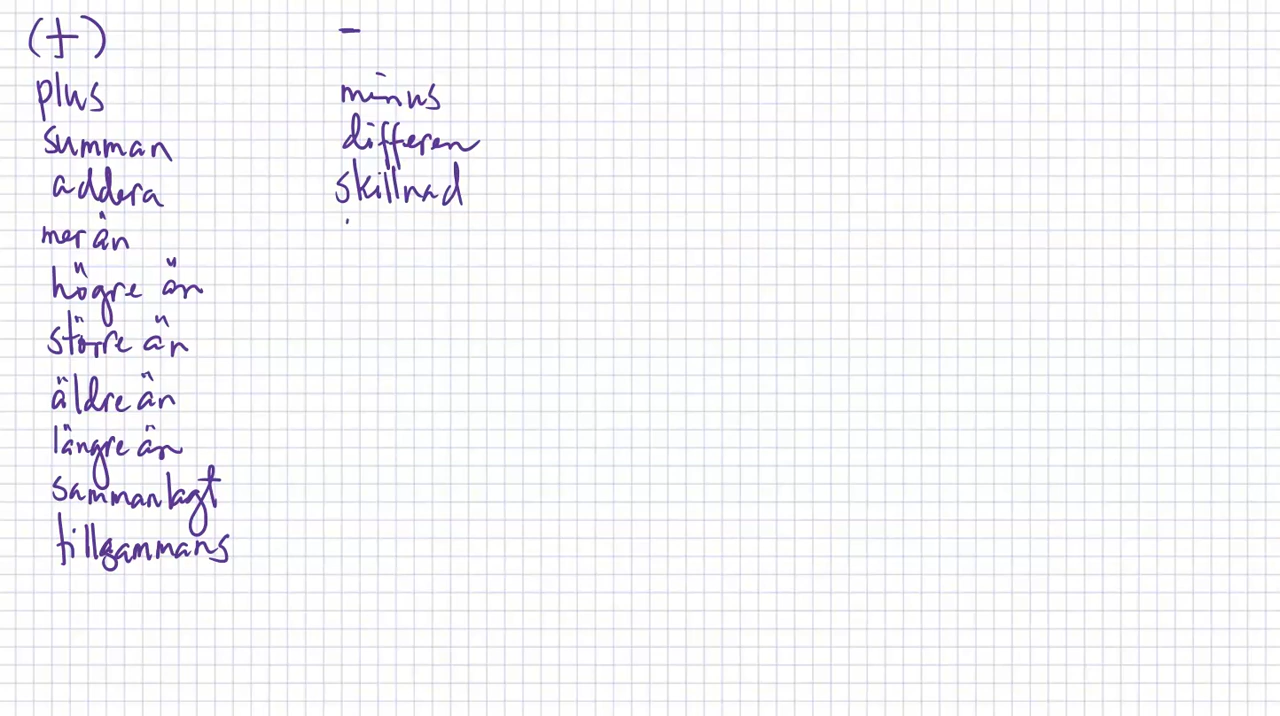 (+)
plus
summan
addera
mer än
högre än
större än
äldre än
längre än
sammanlagt
tillsammans
-
minus
differen
skillnad